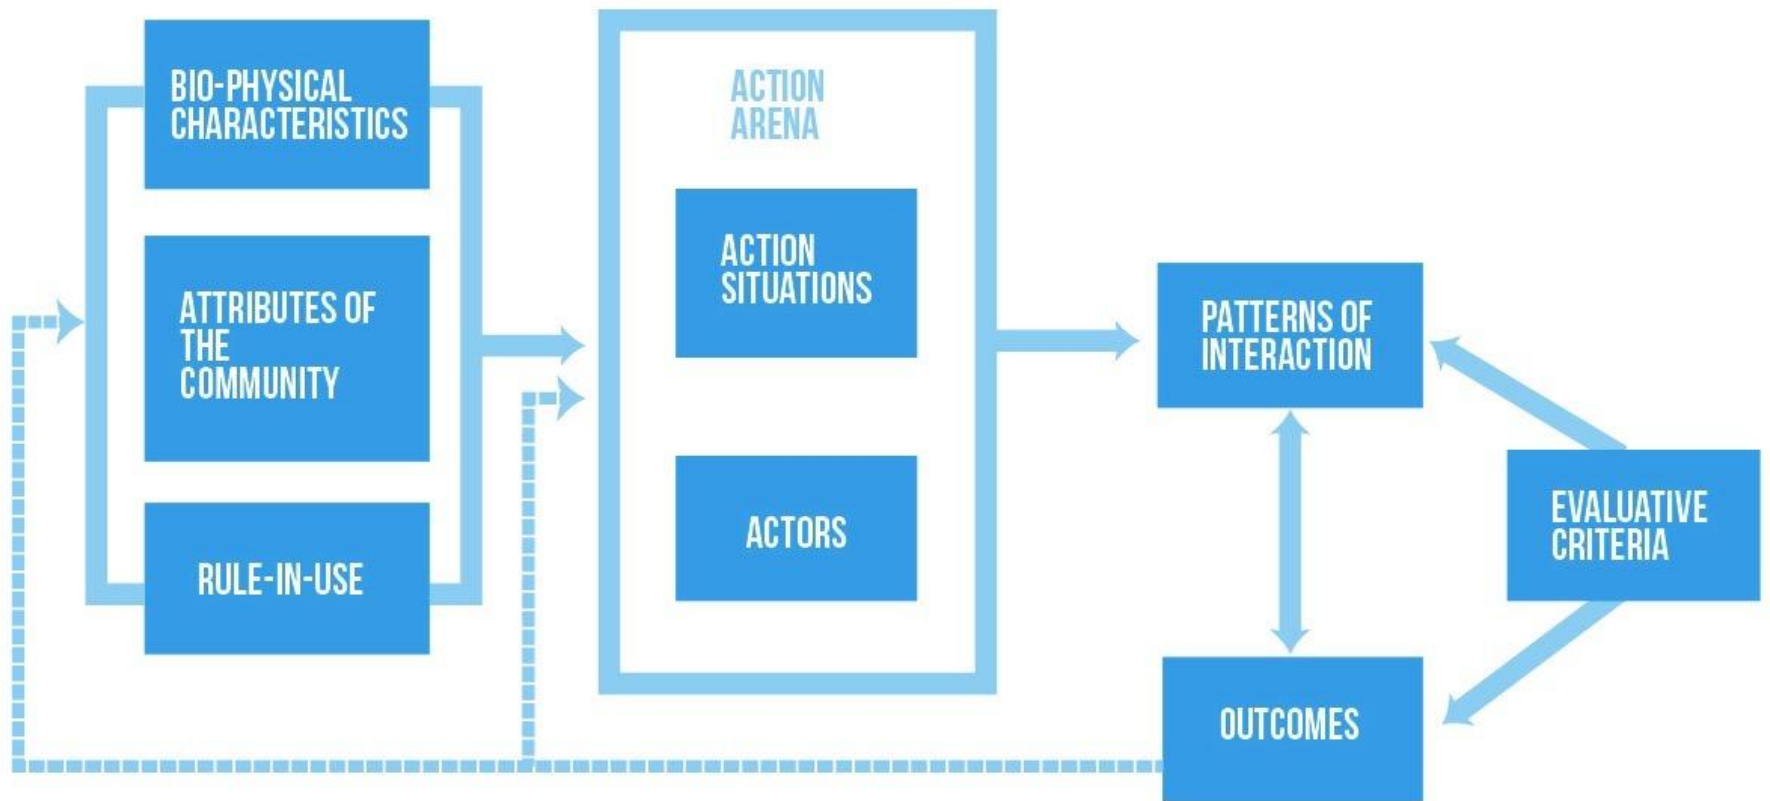 BIO-PHYSICAL
CHARACTERISTICS
ATTRIBUTES OF
THE
COMMUNITY
RULE-IN-USE
ACTION
ARENA
ACTION
SITUATIONS
ACTORS
PATTERNS OF
INTERACTION
EVALUATIVE
CRITERIA
OUTCOMES